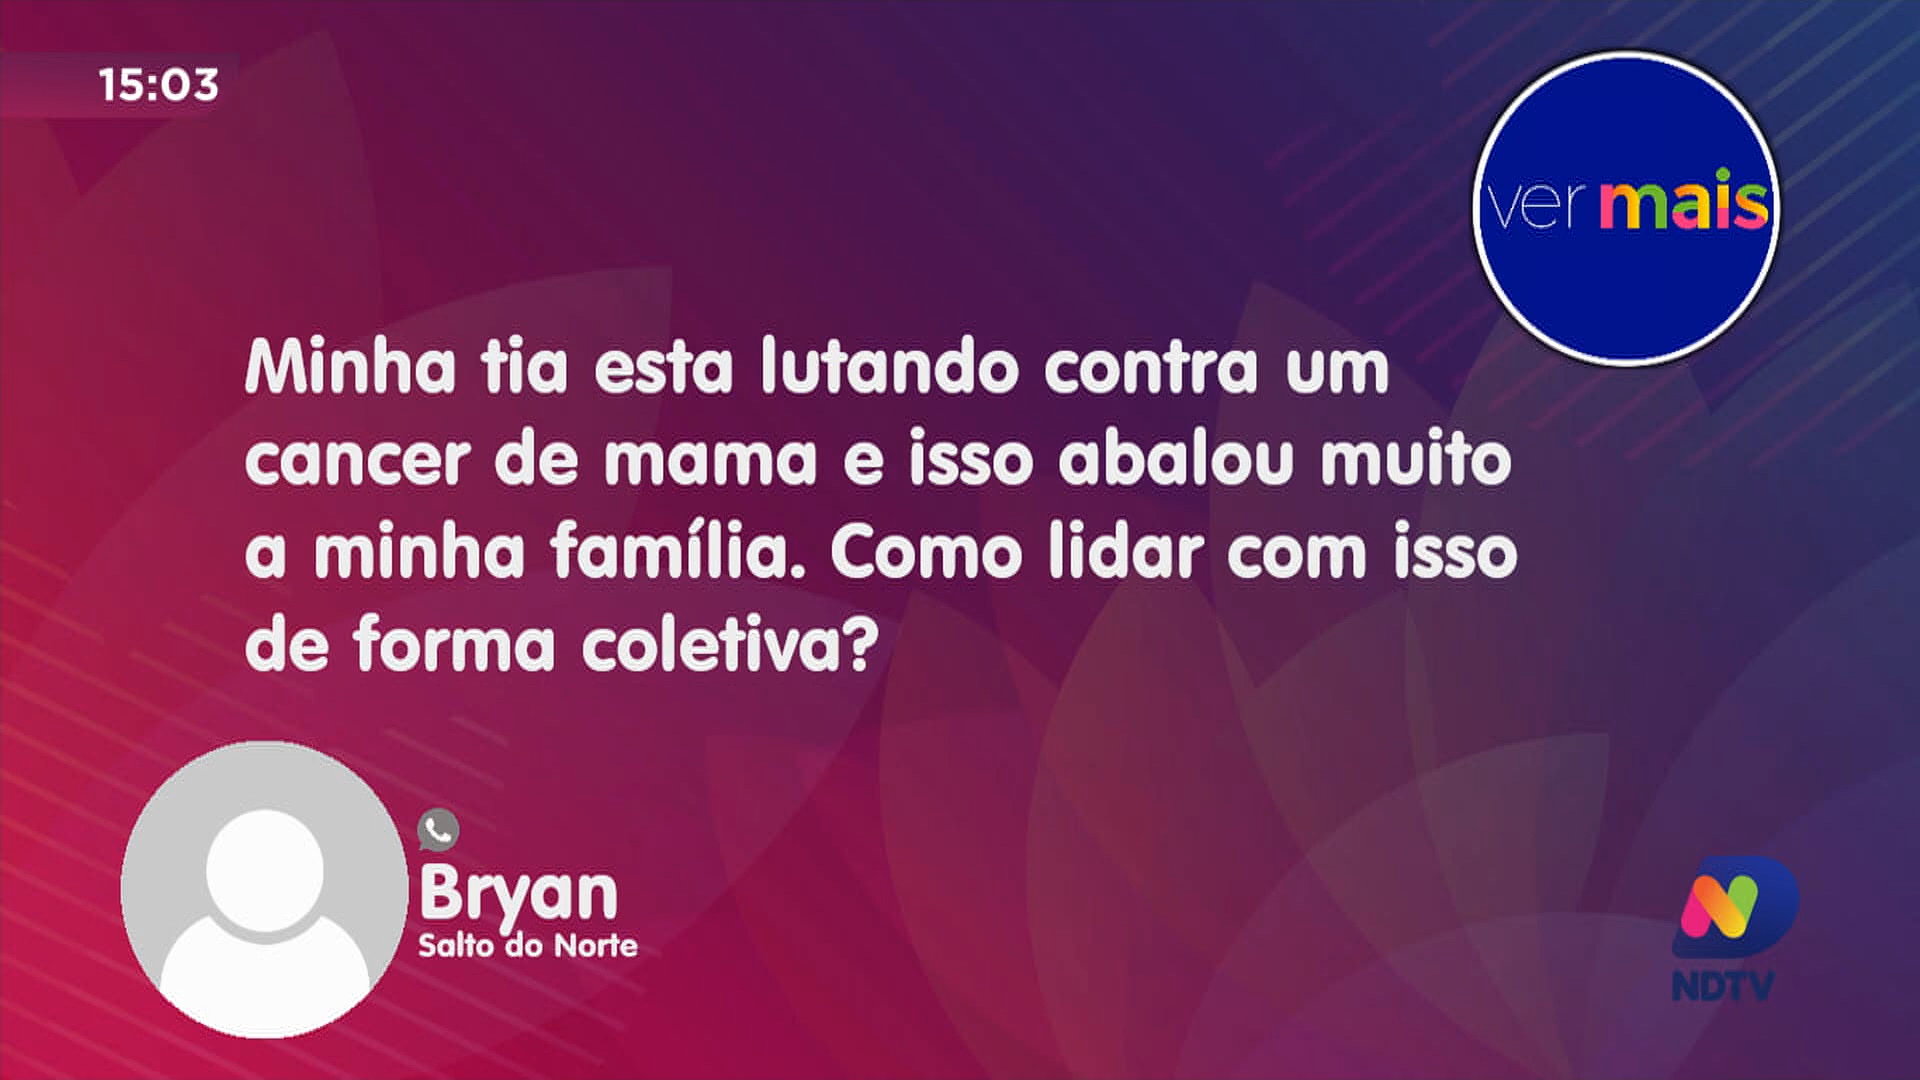 15:03
ver mais
Minha tia esta lutando contra um
cancer de mama e isso abalou muito
a minha família. Como lidar com isso
de forma coletiva?
Bryan
Salto do Norte
NDTV